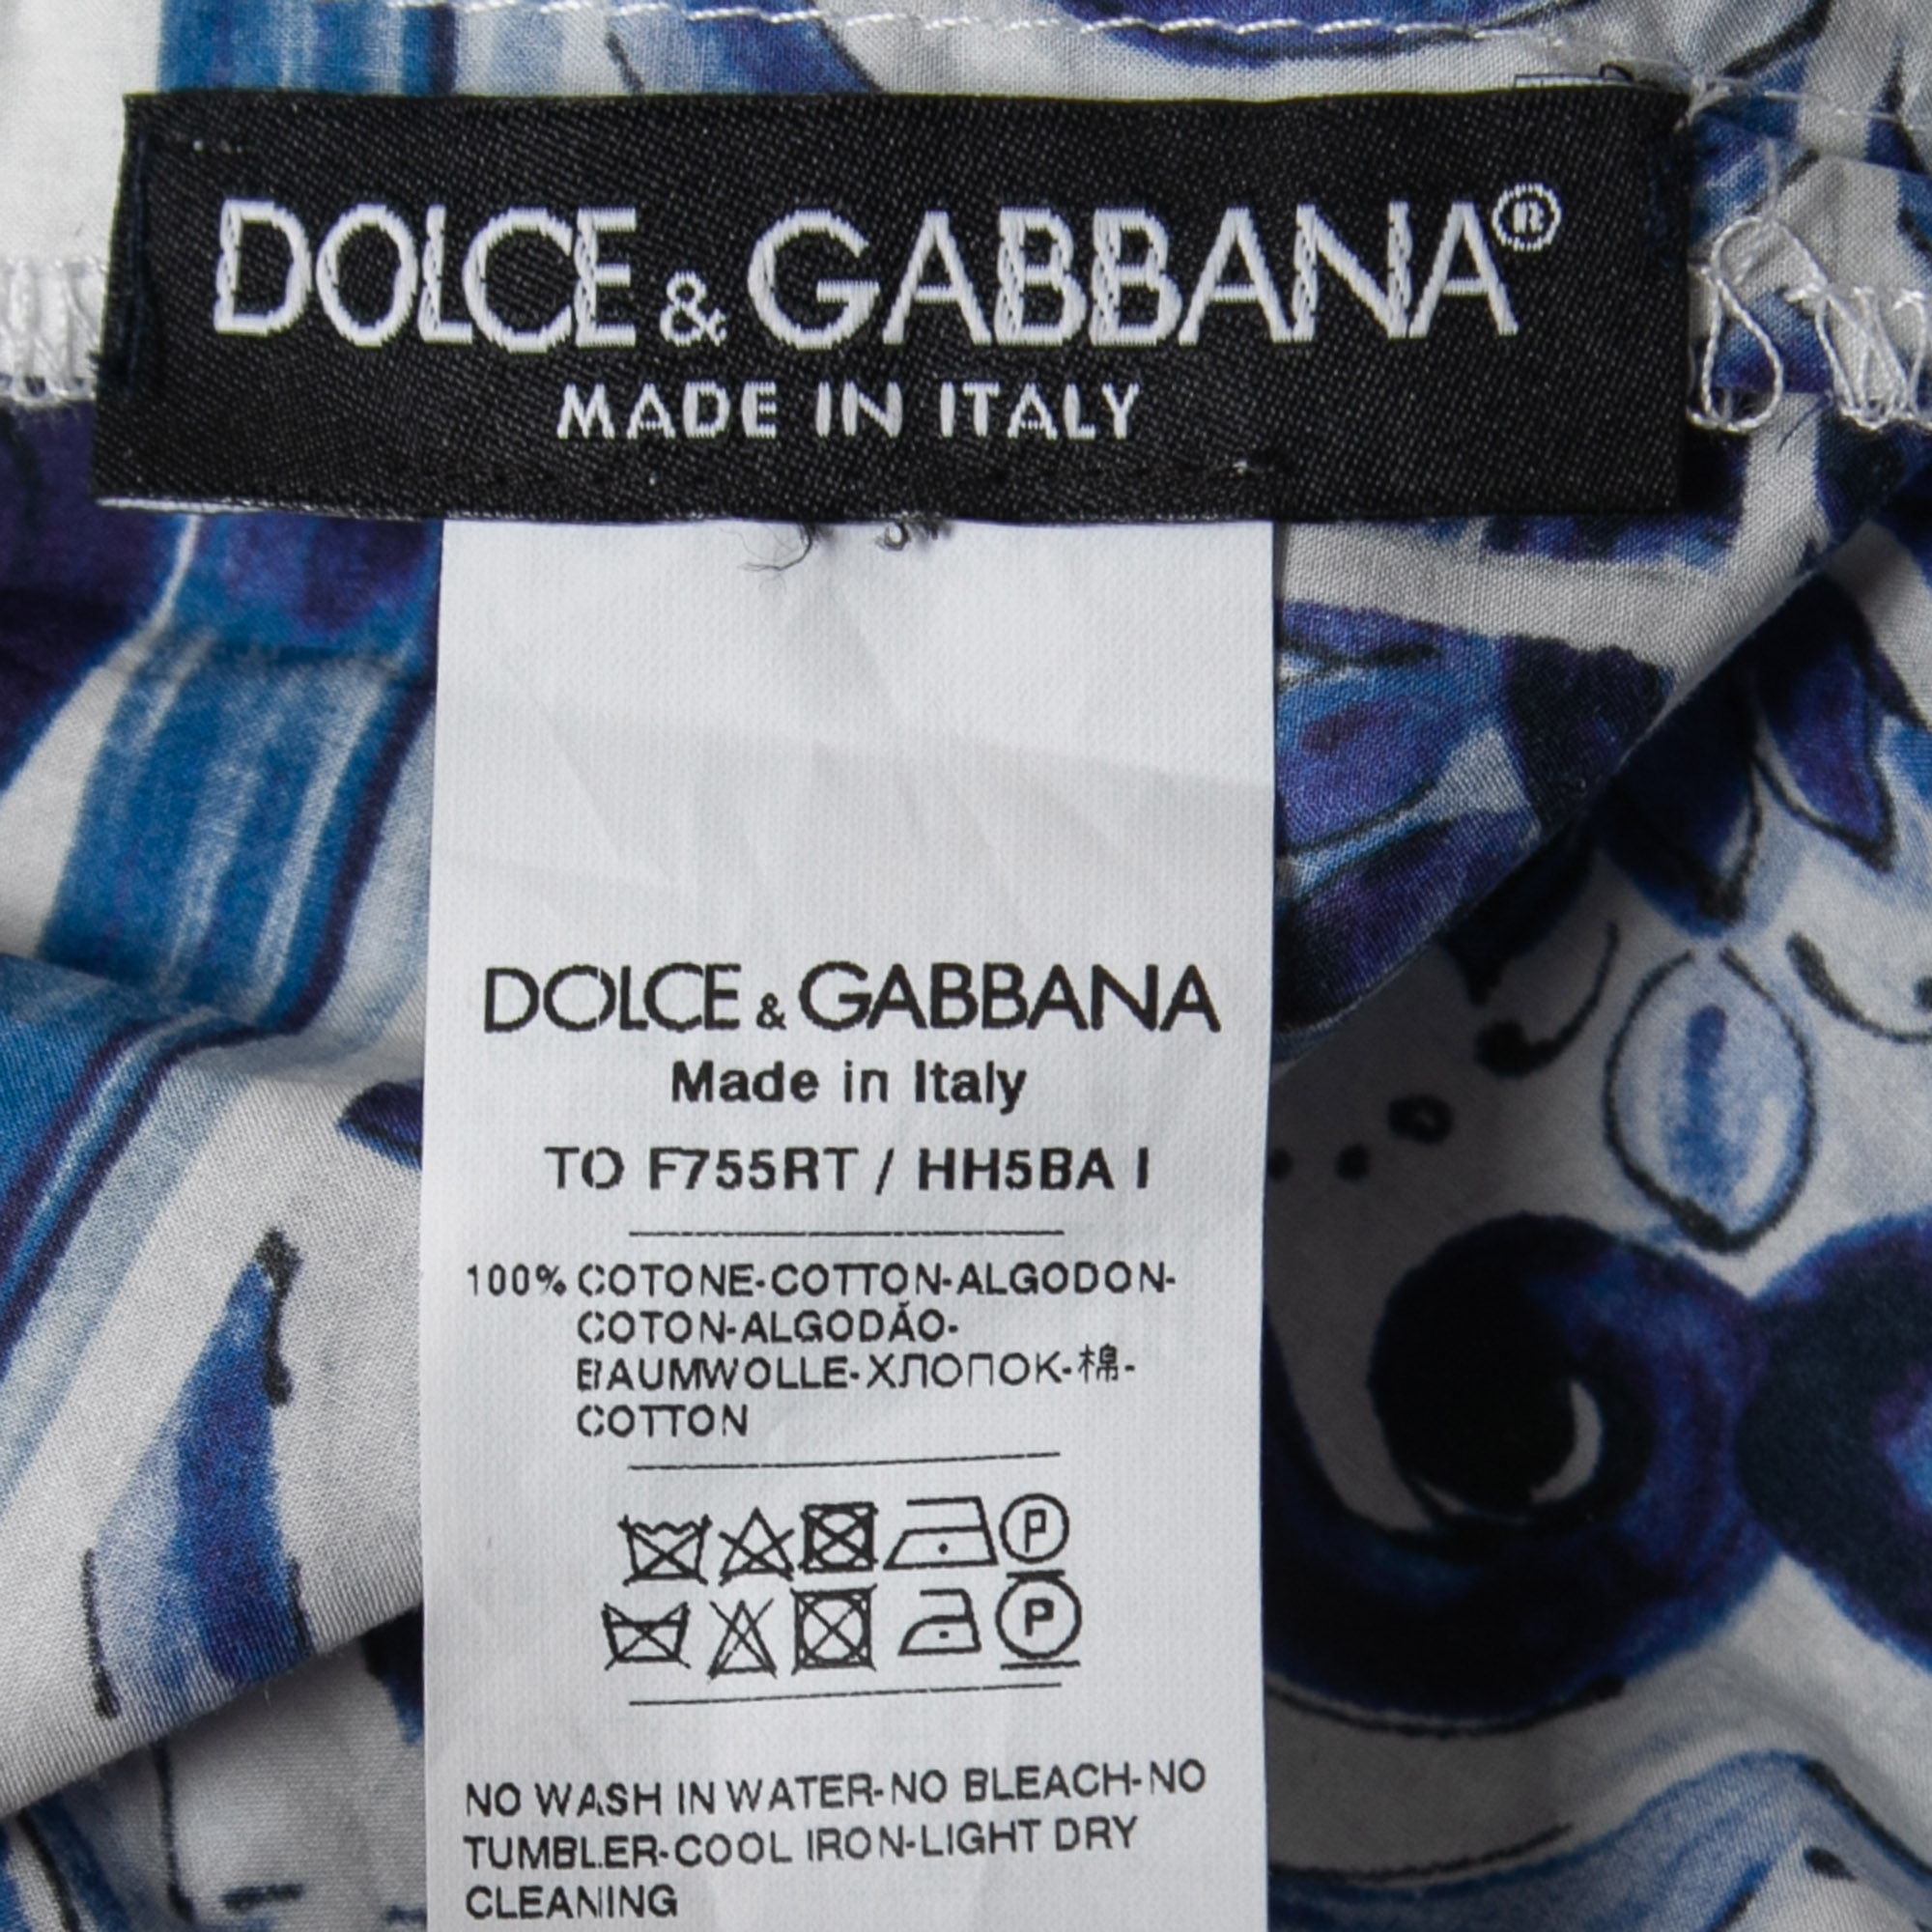 DOLCE & GABBANA®
MADE IN ITALY
DOLCE & GABBANA
Made in Italy
TO F755RT / HH5BA I
100% COTONE-COTTON-ALGODON-
COTON-ALGODÃO-
BAUMWOLLE-ХЛОПОК-棉-
COTTON
P
P
NO WASH IN WATER-NO BLEACH-NO
TUMBLER-COOL IRON-LIGHT DRY
CLEANING